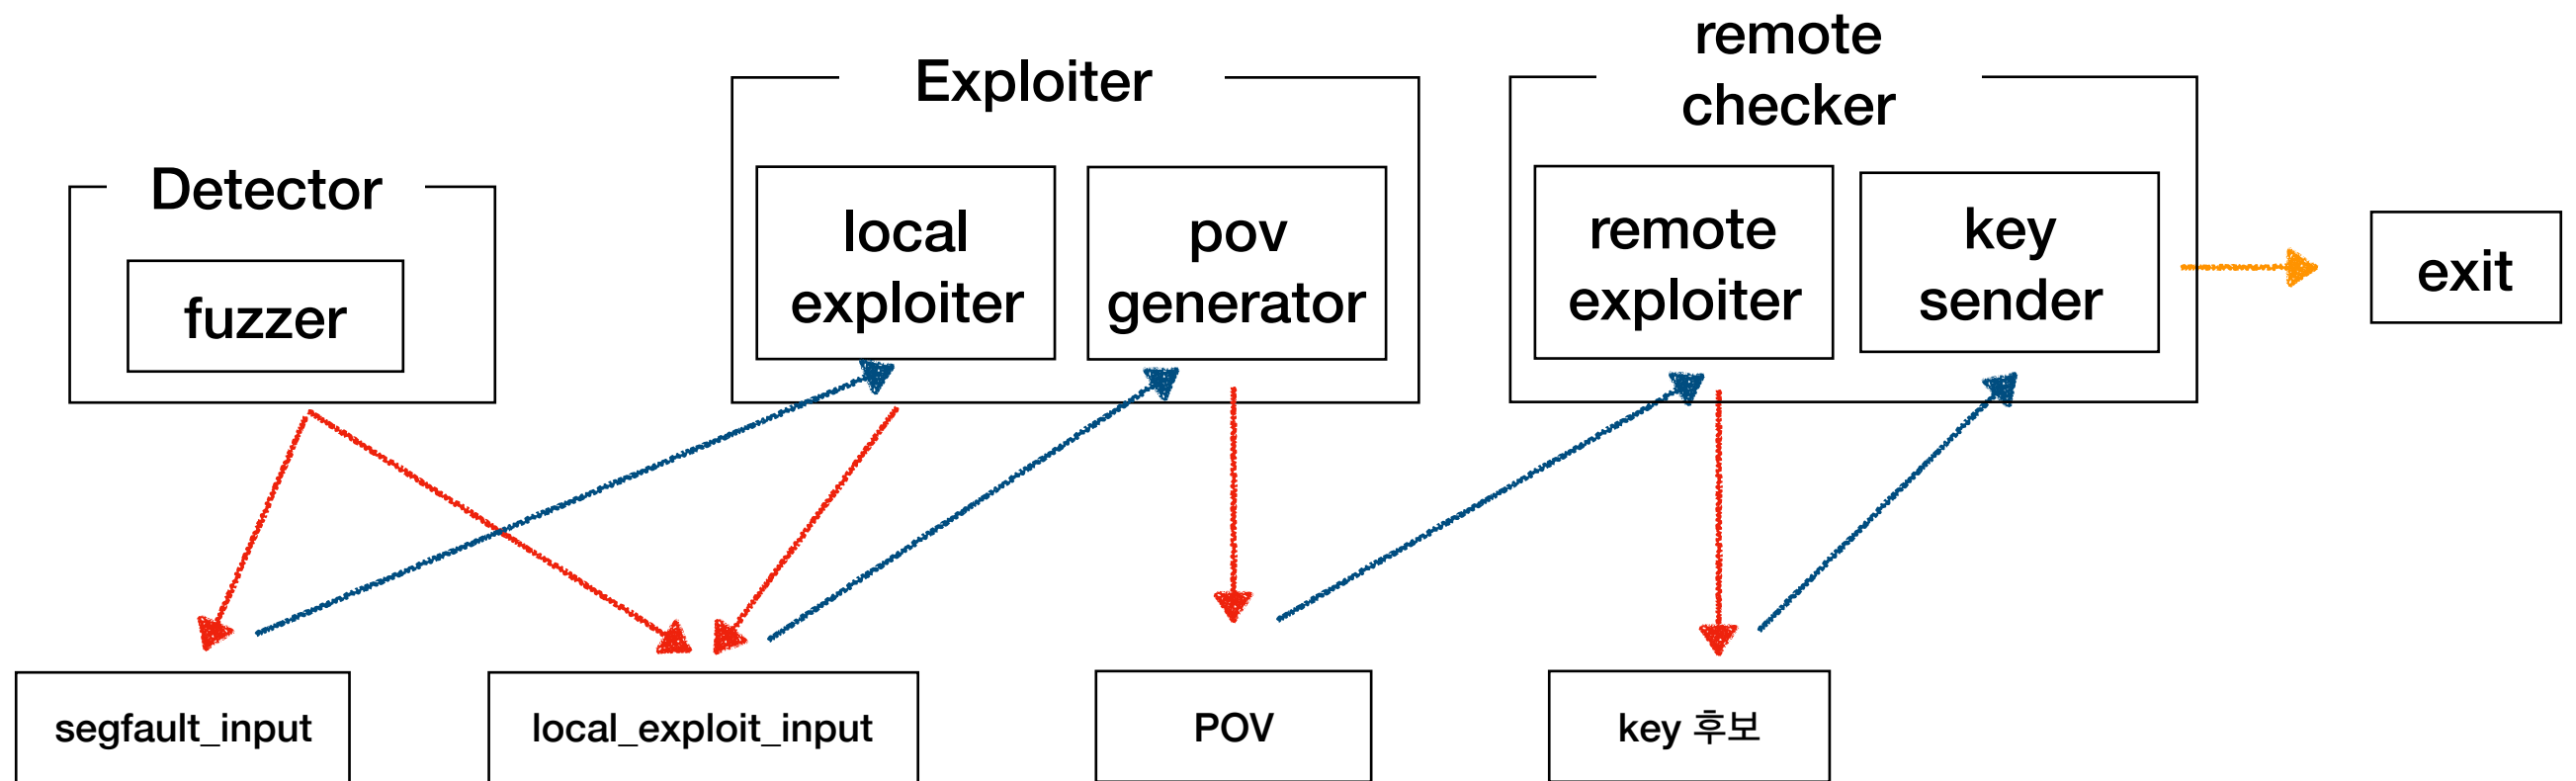 Detector
fuzzer
Exploiter
local
exploiter
pov
generator
remote
checker
remote
exploiter
key
sender
exit
segfault_input
local_exploit_input
POV
key 후보